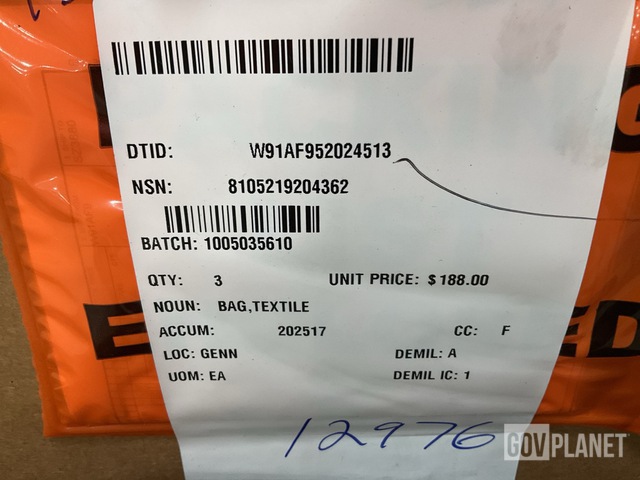 DTID: W91AF952024513
NSN: 8105219204362
BATCH: 1005035610
QTY: 3 UNIT PRICE: $188.00
NOUN: BAG,TEXTILE
ACCUM: 202517 CC: F
LOC: GENN DEMIL: A
UOM: EA DEMIL IC: 1
12976
GOVPLANET